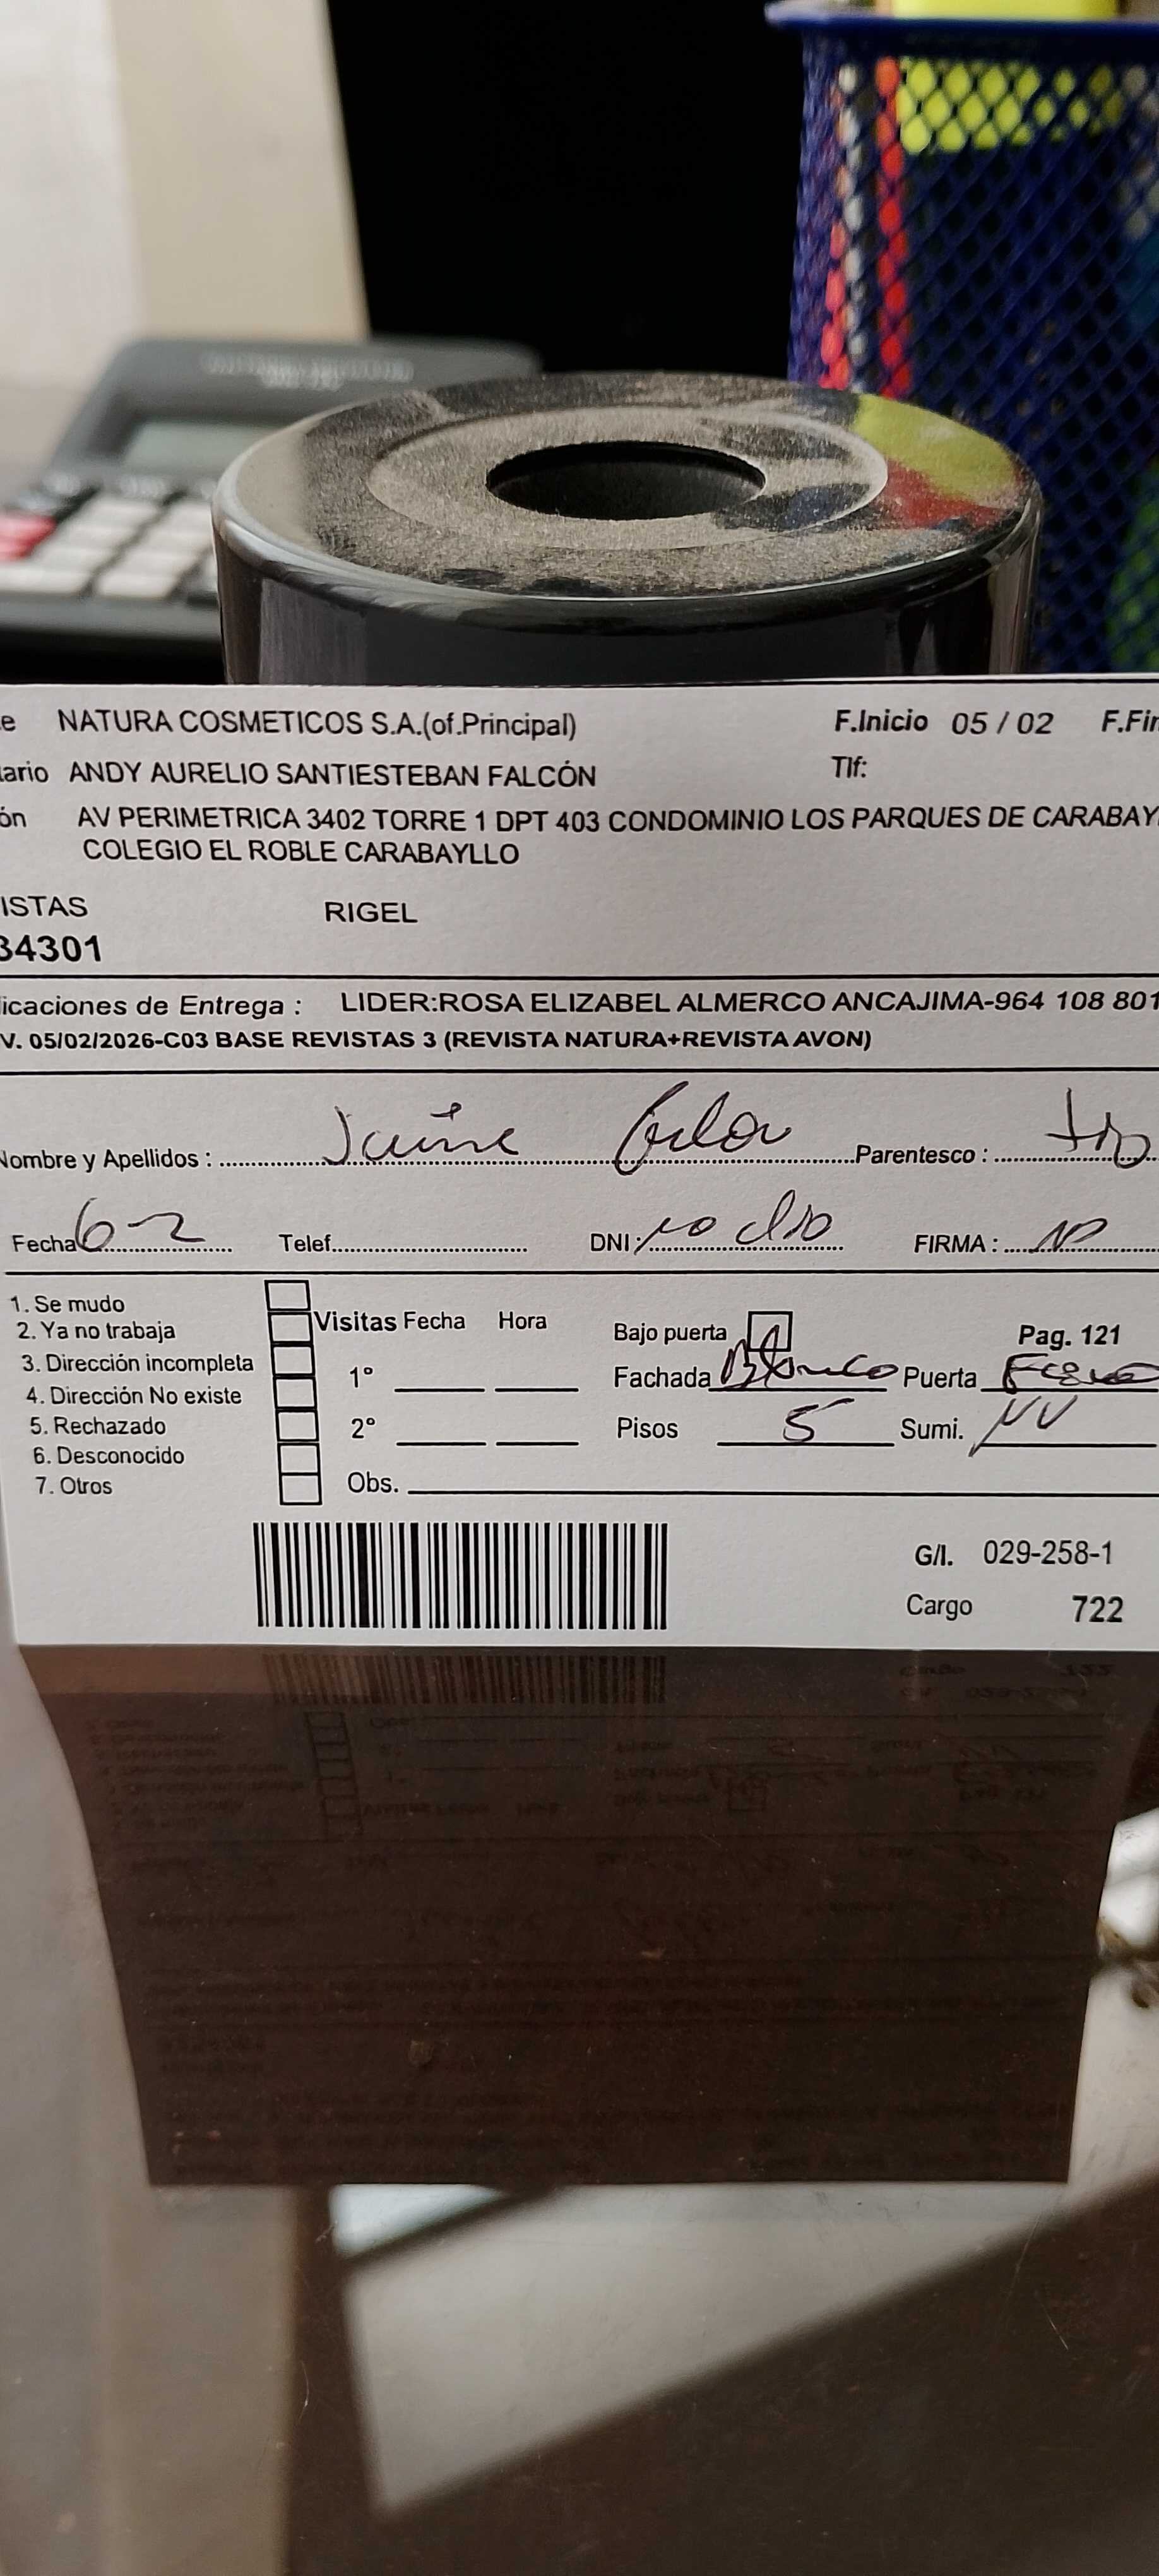 e NATURA COSMETICOS S.A.(of.Principal) F.Inicio 05 / 02 F.Fin
ario ANDY AURELIO SANTIESTEBAN FALCÓN Tlf:
ón AV PERIMETRICA 3402 TORRE 1 DPT 403 CONDOMINIO LOS PARQUES DE CARABAY
COLEGIO EL ROBLE CARABAYLLO
ISTAS RIGEL
34301
icaciones de Entrega : LIDER:ROSA ELIZABEL ALMERCO ANCAJIMA-964 108 801
V. 05/02/2026-C03 BASE REVISTAS 3 (REVISTA NATURA+REVISTA AVON)
Nombre y Apellidos : Jaime Parentesco :
Fecha 6-2 Telef. DNI: no dio FIRMA :
1. Se mudo
2. Ya no trabaja Visitas Fecha Hora Bajo puerta Pag. 121
3. Dirección incompleta 1° Fachada Blanco Puerta
4. Dirección No existe
5. Rechazado 2° Pisos 5 Sumi. NV
6. Desconocido
7. Otros Obs.
G/I. 029-258-1
Cargo 722